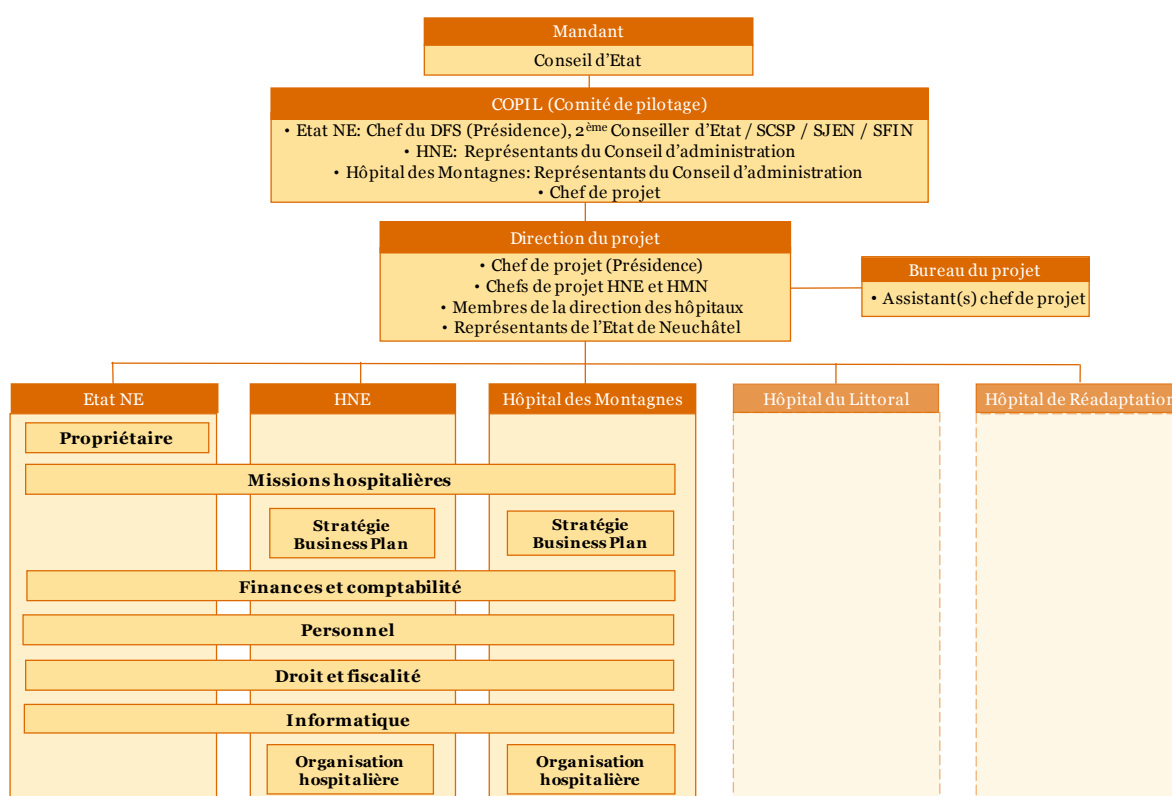 Mandant
Conseil d'Etat
COPIL (Comité de pilotage)
• Etat NE: Chef du DFS (Présidence), 2ème Conseiller d'Etat / SCSP / SJEN / SFIN
• HNE: Représentants du Conseil d'administration
• Hôpital des Montagnes: Représentants du Conseil d'administration
• Chef de projet
Direction du projet
• Chef de projet (Présidence)
• Chefs de projet HNE et HMN
• Membres de la direction des hôpitaux
• Représentants de l'Etat de Neuchâtel
Bureau du projet
• Assistant(s) chef de projet
Etat NE
HNE
Hôpital des Montagnes
Hôpital du Littoral
Hôpital de Réadaptation
Propriétaire
Missions hospitalières
Stratégie
Business Plan
Stratégie
Business Plan
Finances et comptabilité
Personnel
Droit et fiscalité
Informatique
Organisation
hospitalière
Organisation
hospitalière